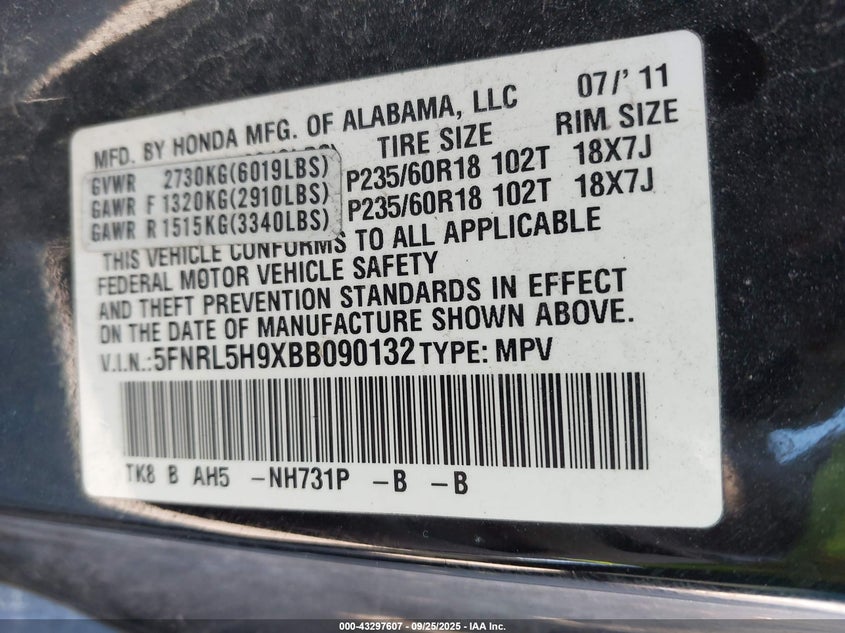 MFD. BY HONDA MFG. OF ALABAMA, LLC 07/' 11
TIRE SIZE RIM SIZE
GVWR 2730KG(6019LBS)
GAWR F 1320KG(2910LBS) P235/60R18 102T 18X7J
GAWR R 1515KG(3340LBS) P235/60R18 102T 18X7J
THIS VEHICLE CONFORMS TO ALL APPLICABLE
FEDERAL MOTOR VEHICLE SAFETY
AND THEFT PREVENTION STANDARDS IN EFFECT
ON THE DATE OF MANUFACTURE SHOWN ABOVE.
V.I.N.:5FNRL5H9XBB090132 TYPE: MPV
TK8 B AH5 -NH731P -B -B
000-43297607 - 09/25/2025 - IAA Inc.